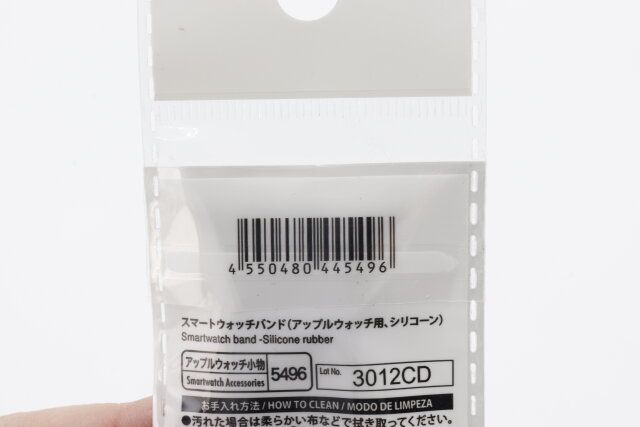 4 550480 445496
スマートウォッチバンド(アップルウォッチ用、シリコーン)
Smartwatch band -Silicone rubber
アップルウォッチ小物 5496 Lot No. 3012CD
Smartwatch Accessories
お手入れ方法 / HOW TO CLEAN / MODO DE LIMPEZA
●汚れた場合は柔らかい布などで拭き取ってください。